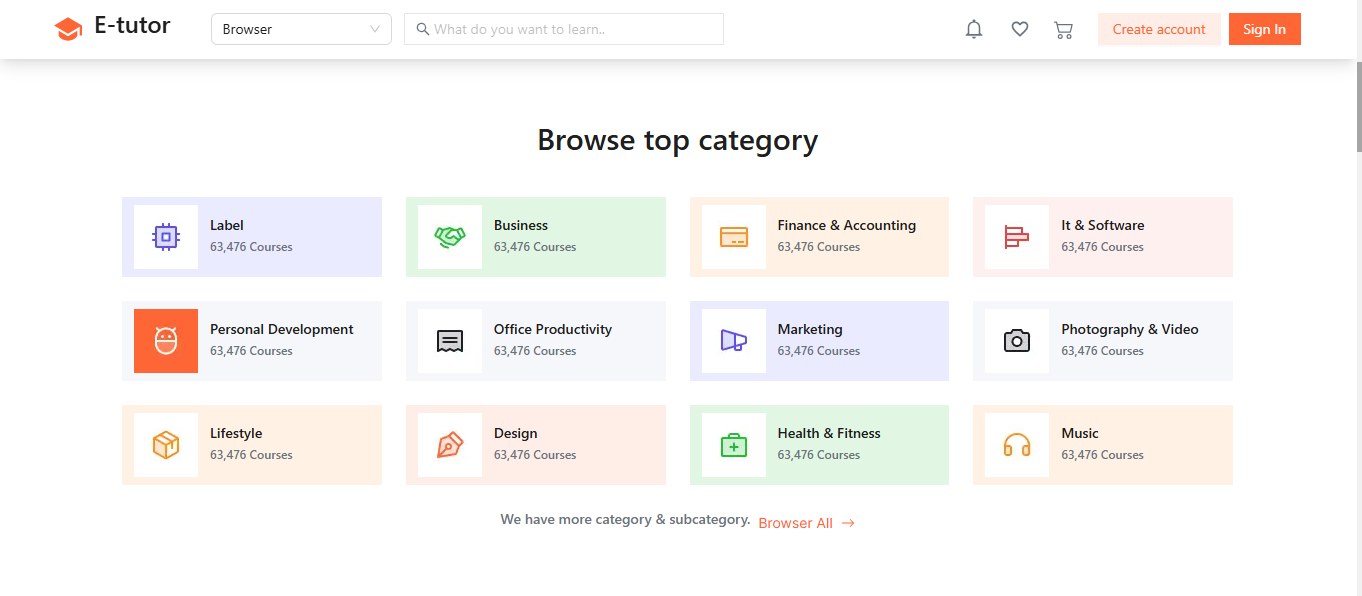 E-tutor
Browser
What do you want to learn..
Create account
Sign In
Browse top category
Label
63,476 Courses
Business
63,476 Courses
Finance & Accounting
63,476 Courses
It & Software
63,476 Courses
Personal Development
63,476 Courses
Office Productivity
63,476 Courses
Marketing
63,476 Courses
Photography & Video
63,476 Courses
Lifestyle
63,476 Courses
Design
63,476 Courses
Health & Fitness
63,476 Courses
Music
63,476 Courses
We have more category & subcategory. Browser All →